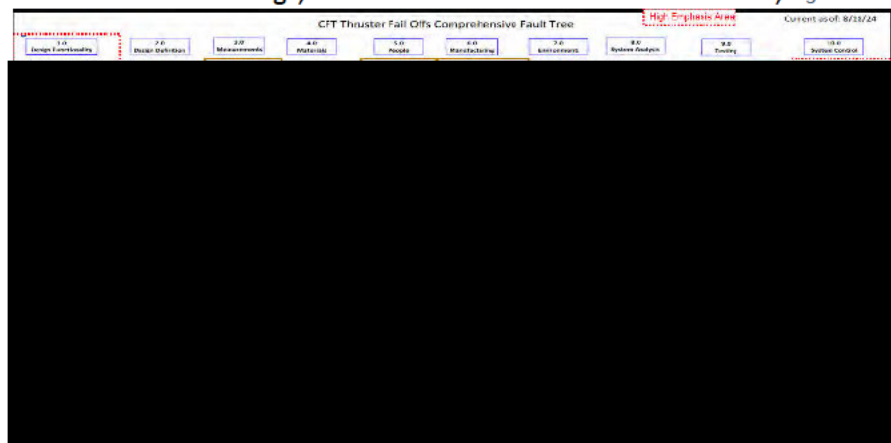 CFT Thruster Fail Offs Comprehensive Fault Tree
High Emphasis Area
Current as of: 8/13/24
1.0
Design Functionality
2.0
Design Definition
3.0
Measurements
4.0
Materials
5.0
People
6.0
Manufacturing
7.0
Environments
8.0
System Analysis
9.0
Tooling
10.0
System Control